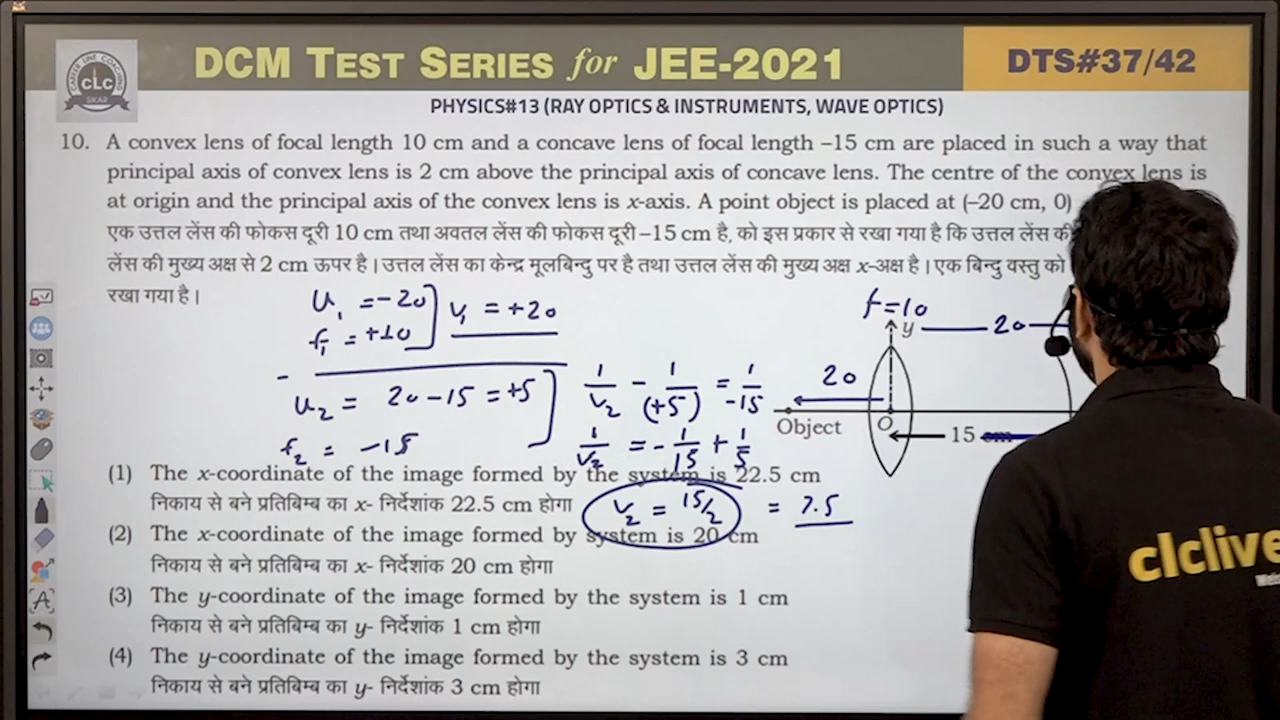 DCM TEST SERIES for JEE-2021
DTS#37/42
CLC
SIKAR
PHYSICS#13 (RAY OPTICS & INSTRUMENTS, WAVE OPTICS)
10. A convex lens of focal length 10 cm and a concave lens of focal length –15 cm are placed in such a way that
principal axis of convex lens is 2 cm above the principal axis of concave lens. The centre of the convex lens is
at origin and the principal axis of the convex lens is x-axis. A point object is placed at (–20 cm, 0)
एक उत्तल लेंस की फोकस दूरी 10 cm तथा अवतल लेंस की फोकस दूरी –15 cm है, को इस प्रकार से रखा गया है कि उत्तल लेंस की
लेंस की मुख्य अक्ष से 2 cm ऊपर है। उत्तल लेंस का केन्द्र मूलबिन्दु पर है तथा उत्तल लेंस की मुख्य अक्ष x-अक्ष है। एक बिन्दु वस्तु को
रखा गया है।
u₁ = -20
f₁ = +10
v₁ = +20
u₂ = 20-15 = +5
f₂ = -15
1/v₂ - 1/(+5) = 1/-15
1/v₂ = -1/15 + 1/5
v₂ = 15/2 = 7.5
f=10
y
20
20
Object
O
15 cm
(1) The x-coordinate of the image formed by the system is 22.5 cm
निकाय से बने प्रतिबिम्ब का x- निर्देशांक 22.5 cm होगा
(2) The x-coordinate of the image formed by system is 20 cm
निकाय से बने प्रतिबिम्ब का x- निर्देशांक 20 cm होगा
(3) The y-coordinate of the image formed by the system is 1 cm
निकाय से बने प्रतिबिम्ब का y- निर्देशांक 1 cm होगा
(4) The y-coordinate of the image formed by the system is 3 cm
निकाय से बने प्रतिबिम्ब का y- निर्देशांक 3 cm होगा
clclive